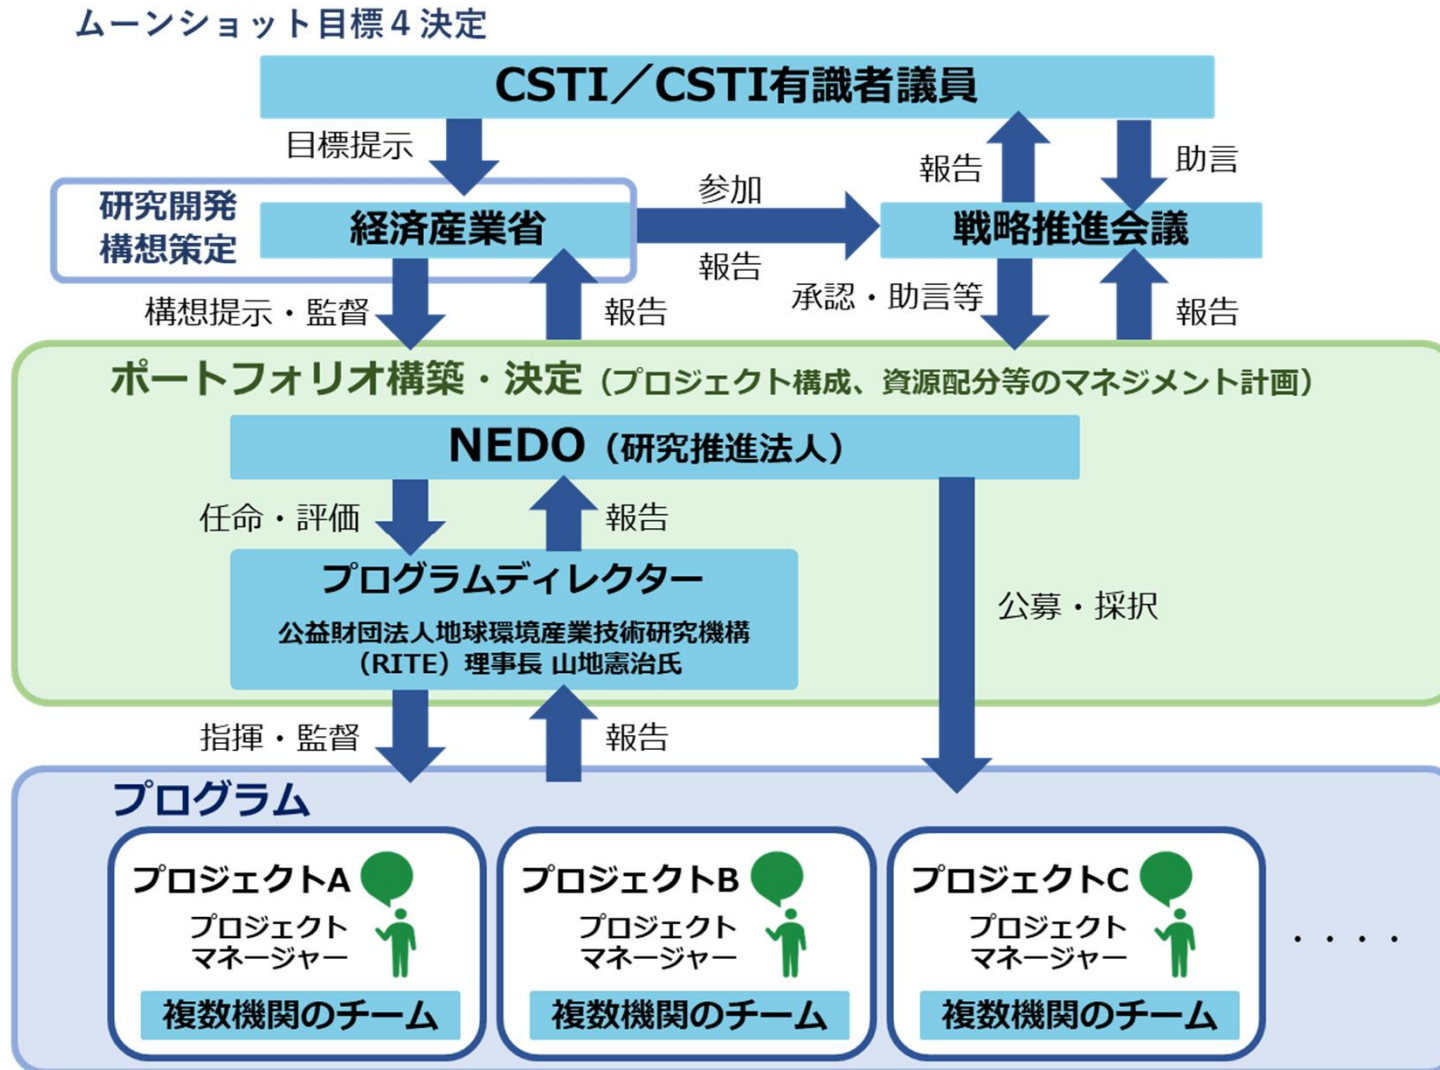 ムーンショット目標４決定
CSTI／CSTI有識者議員
目標提示
報告
助言
研究開発
構想策定
経済産業省
参加
報告
戦略推進会議
構想提示・監督
報告
承認・助言等
報告
ポートフォリオ構築・決定（プロジェクト構成、資源配分等のマネジメント計画）
NEDO（研究推進法人）
任命・評価
報告
プログラムディレクター
公益財団法人地球環境産業技術研究機構
（RITE）理事長 山地憲治氏
公募・採択
指揮・監督
報告
プログラム
プロジェクトA
プロジェクト
マネージャー
複数機関のチーム
プロジェクトB
プロジェクト
マネージャー
複数機関のチーム
プロジェクトC
プロジェクト
マネージャー
複数機関のチーム
・・・・